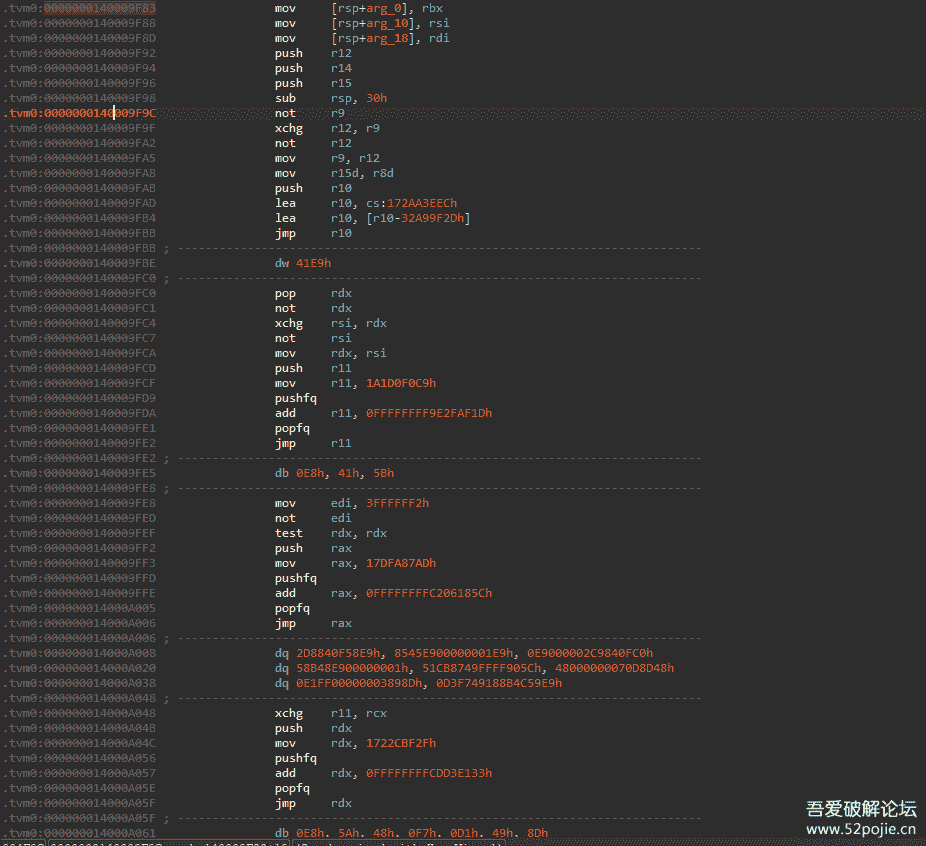 .tvm0:0000000140009F83 mov [rsp+arg_0], rbx
.tvm0:0000000140009F88 mov [rsp+arg_10], rsi
.tvm0:0000000140009F8D mov [rsp+arg_18], rdi
.tvm0:0000000140009F92 push r12
.tvm0:0000000140009F94 push r14
.tvm0:0000000140009F96 push r15
.tvm0:0000000140009F98 sub rsp, 30h
.tvm0:0000000140009F9C not r9
.tvm0:0000000140009F9F xchg r12, r9
.tvm0:0000000140009FA2 not r12
.tvm0:0000000140009FA5 mov r9, r12
.tvm0:0000000140009FA8 mov r15d, r8d
.tvm0:0000000140009FAB push r10
.tvm0:0000000140009FAD lea r10, cs:172AA3EECh
.tvm0:0000000140009FB4 lea r10, [r10-32A99F2Dh]
.tvm0:0000000140009FBB jmp r10
.tvm0:0000000140009FBB ; ---------------------------------------------------------------------------
.tvm0:0000000140009FBE dw 41E9h
.tvm0:0000000140009FC0 ; ---------------------------------------------------------------------------
.tvm0:0000000140009FC0 pop rdx
.tvm0:0000000140009FC1 not rdx
.tvm0:0000000140009FC4 xchg rsi, rdx
.tvm0:0000000140009FC7 not rsi
.tvm0:0000000140009FCA mov rdx, rsi
.tvm0:0000000140009FCD push r11
.tvm0:0000000140009FCF mov r11, 1A1D0F0C9h
.tvm0:0000000140009FD9 pushfq
.tvm0:0000000140009FDA add r11, 0FFFFFFFF9E2FAF1Dh
.tvm0:0000000140009FE1 popfq
.tvm0:0000000140009FE2 jmp r11
.tvm0:0000000140009FE2 ; ---------------------------------------------------------------------------
.tvm0:0000000140009FE5 db 0E8h, 41h, 5Bh
.tvm0:0000000140009FE8 ; ---------------------------------------------------------------------------
.tvm0:0000000140009FE8 mov edi, 3FFFFFF2h
.tvm0:0000000140009FED not edi
.tvm0:0000000140009FEF test rdx, rdx
.tvm0:0000000140009FF2 push rax
.tvm0:0000000140009FF3 mov rax, 17DFA87ADh
.tvm0:0000000140009FFD pushfq
.tvm0:0000000140009FFE add rax, 0FFFFFFFFC206185Ch
.tvm0:000000014000A005 popfq
.tvm0:000000014000A006 jmp rax
.tvm0:000000014000A006 ; ---------------------------------------------------------------------------
.tvm0:000000014000A008 dq 2D8840F58E9h, 8545E900000001E9h, 0E9000002C9840FC0h
.tvm0:000000014000A020 dq 58B48E900000001h, 51CB8749FFFF905Ch, 48000000070D8D48h
.tvm0:000000014000A038 dq 0E1FF00000003898Dh, 0D3F749188B4C59E9h
.tvm0:000000014000A048 ; ---------------------------------------------------------------------------
.tvm0:000000014000A048 xchg r11, rcx
.tvm0:000000014000A04B push rdx
.tvm0:000000014000A04C mov rdx, 1722CBF2Fh
.tvm0:000000014000A056 pushfq
.tvm0:000000014000A057 add rdx, 0FFFFFFFFCDD3E133h
.tvm0:000000014000A05E popfq
.tvm0:000000014000A05F jmp rdx
.tvm0:000000014000A05F ; ---------------------------------------------------------------------------
.tvm0:000000014000A061 db 0E8h, 5Ah, 48h, 0F7h, 0D1h, 49h, 8Dh
吾爱破解论坛
www.52pojie.cn